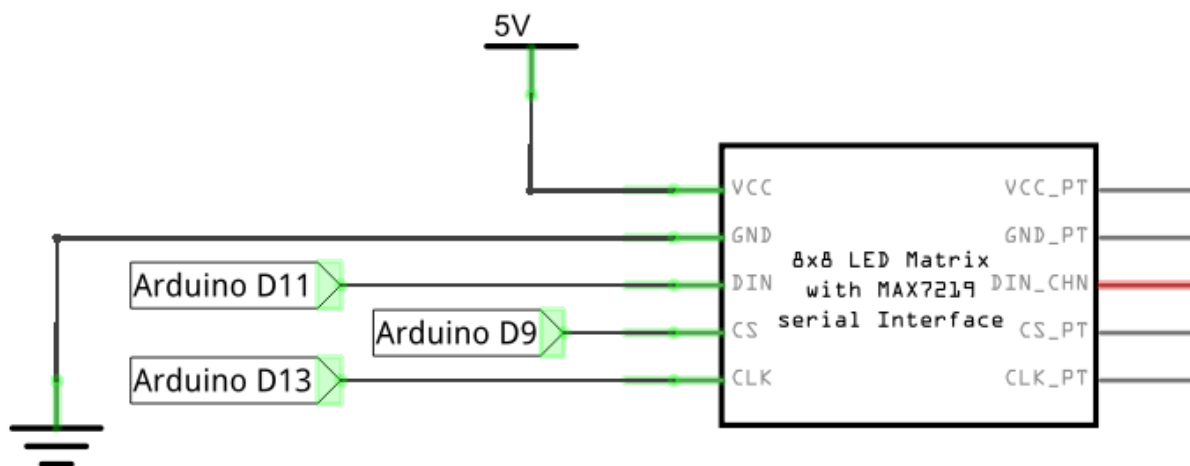 5V
VCC
VCC_PT
GND
GND_PT
8x8 LED Matrix
with MAX7219
serial Interface
Arduino D11
DIN
DIN_CHN
Arduino D9
CS
CS_PT
Arduino D13
CLK
CLK_PT